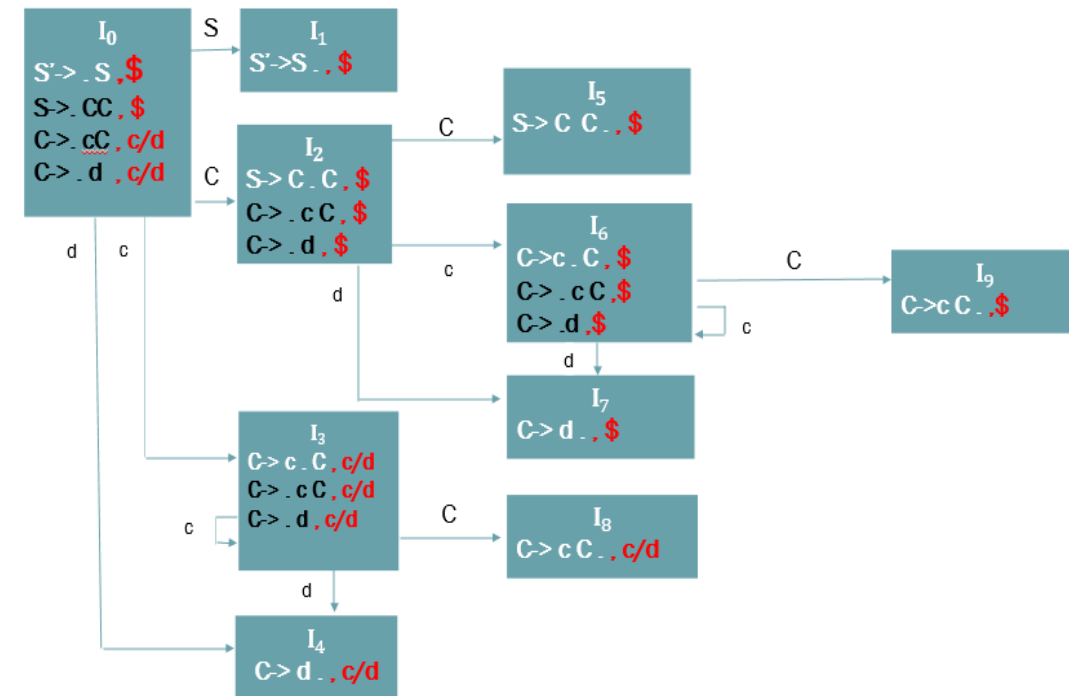 I₀
S'-> . S , $
S->. CC , $
C->. cC , c/d
C->. d , c/d
S
I₁
S'->S . , $
C
I₂
S-> C . C , $
C-> . c C , $
C-> . d , $
C
I₅
S-> C C . , $
c
I₆
C->c . C , $
C-> . c C ,$
C-> .d ,$
C
I₉
C->c C . ,$
c
d
c
d
d
I₇
C-> d . , $
I₃
C-> c . C , c/d
C-> . c C , c/d
C-> . d , c/d
c
C
I₈
C-> c C . , c/d
d
I₄
C-> d . , c/d